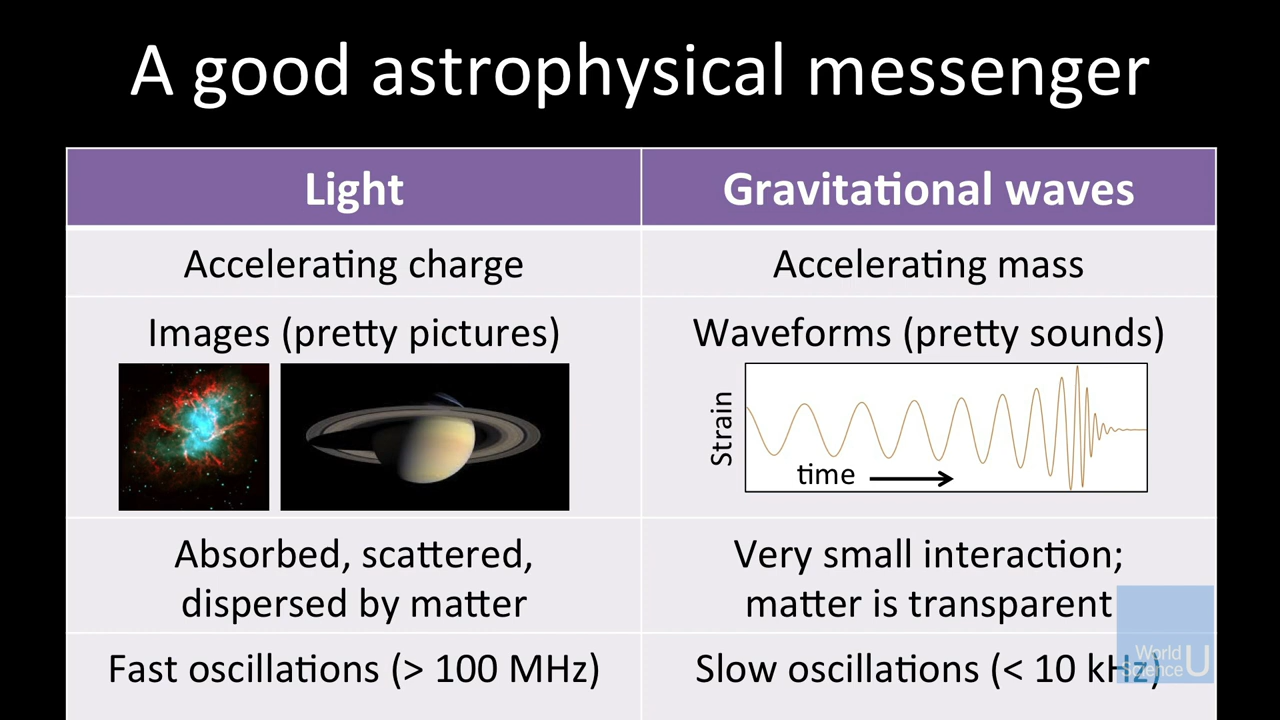 A good astrophysical messenger
Light
Gravitational waves
Accelerating charge
Accelerating mass
Images (pretty pictures)
Waveforms (pretty sounds)
Strain
time
Absorbed, scattered,
dispersed by matter
Very small interaction;
matter is transparent
Fast oscillations (> 100 MHz)
Slow oscillations (< 10 kHz)
World
Science U